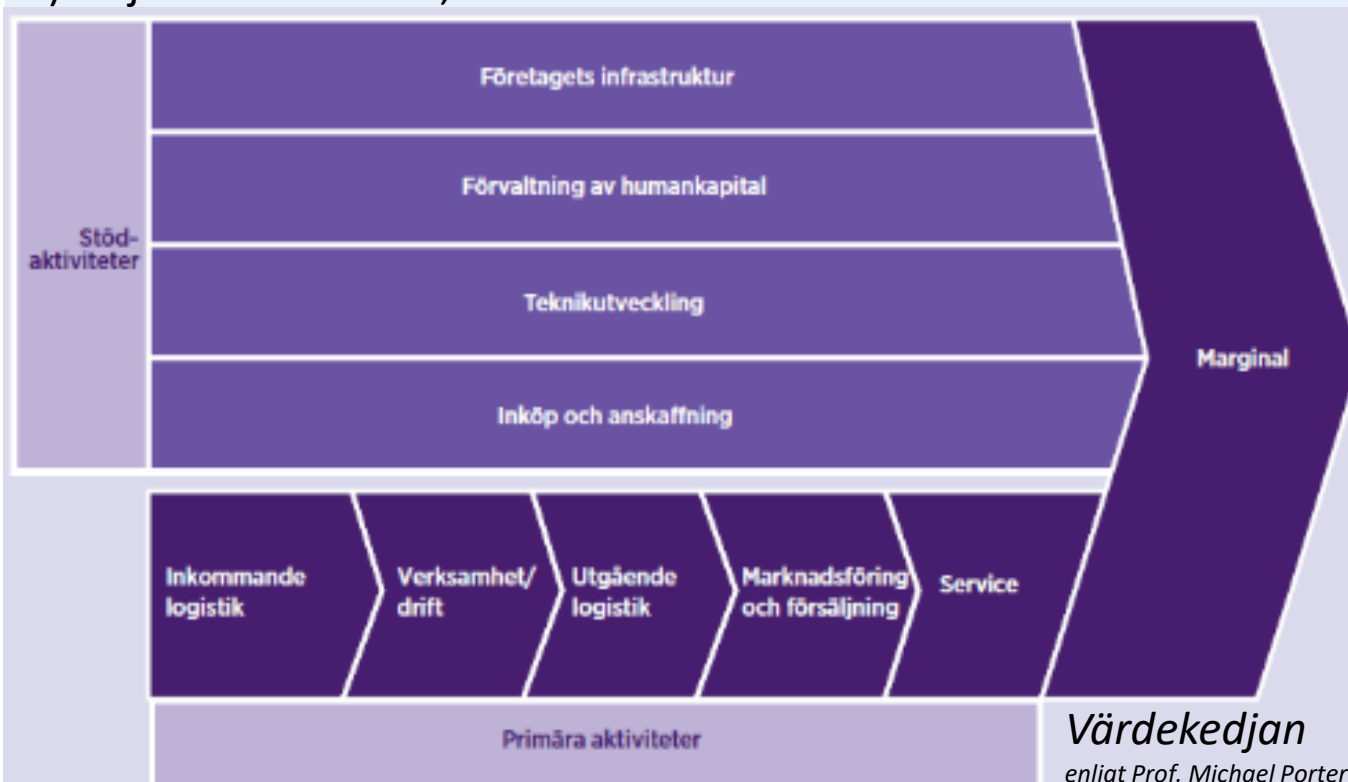 Företagets infrastruktur
Förvaltning av humankapital
Stöd-
aktiviteter
Teknikutveckling
Marginal
Inköp och anskaffning
Inkommande
logistik
Verksamhet/
drift
Utgående
logistik
Marknadsföring
och försäljning
Service
Primära aktiviteter
Värdekedjan
enligt Prof. Michael Porter